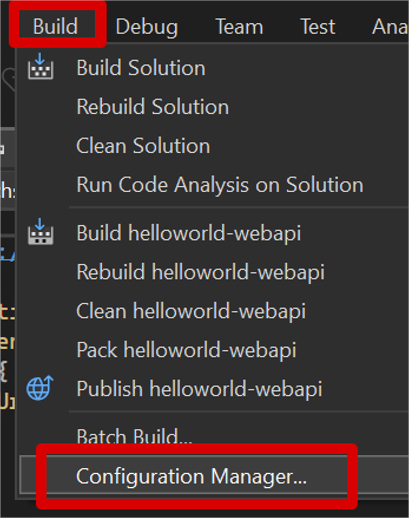 Build Debug Team Test Ana
Build Solution
Rebuild Solution
Clean Solution
Run Code Analysis on Solution
Build helloworld-webapi
Rebuild helloworld-webapi
Clean helloworld-webapi
Pack helloworld-webapi
Publish helloworld-webapi
Batch Build...
Configuration Manager...